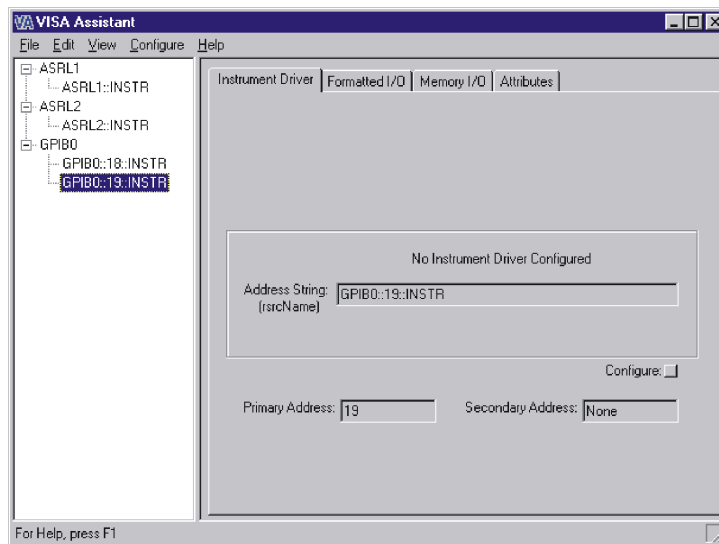 VISA Assistant
File Edit View Configure Help
ASRL1
ASRL1::INSTR
ASRL2
ASRL2::INSTR
GPIB0
GPIB0::18::INSTR
GPIB0::19::INSTR
Instrument Driver Formatted I/O Memory I/O Attributes
No Instrument Driver Configured
Address String: GPIB0::19::INSTR
(rsrcName)
Configure:
Primary Address: 19 Secondary Address: None
For Help, press F1